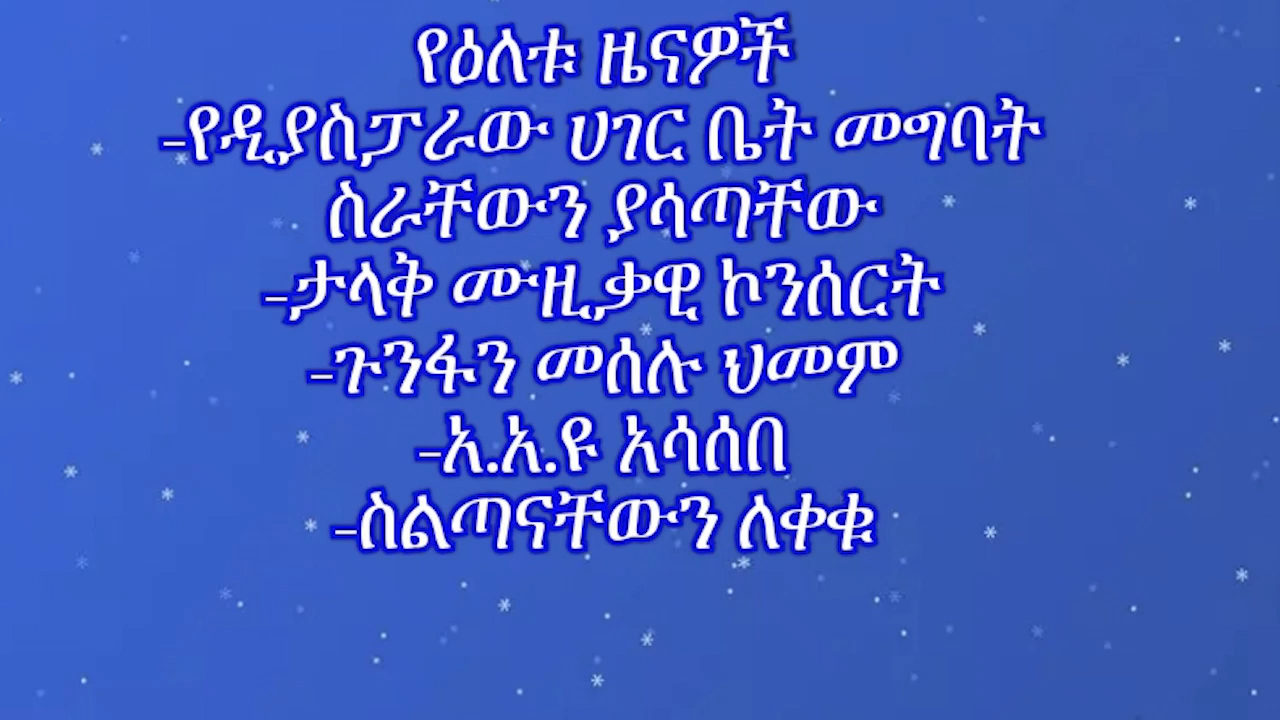 የዕለቱ ዜናዎች
-የዲያስፓራው ሀገር ቤት መግባት
ስራቸውን ያሳጣቸው
-ታላቅ ሙዚቃዊ ኮንሰርት
-ጉንፋን መሰሉ ህመም
-አ.አ.ዩ አሳሰበ
-ስልጣናቸውን ለቀቁ